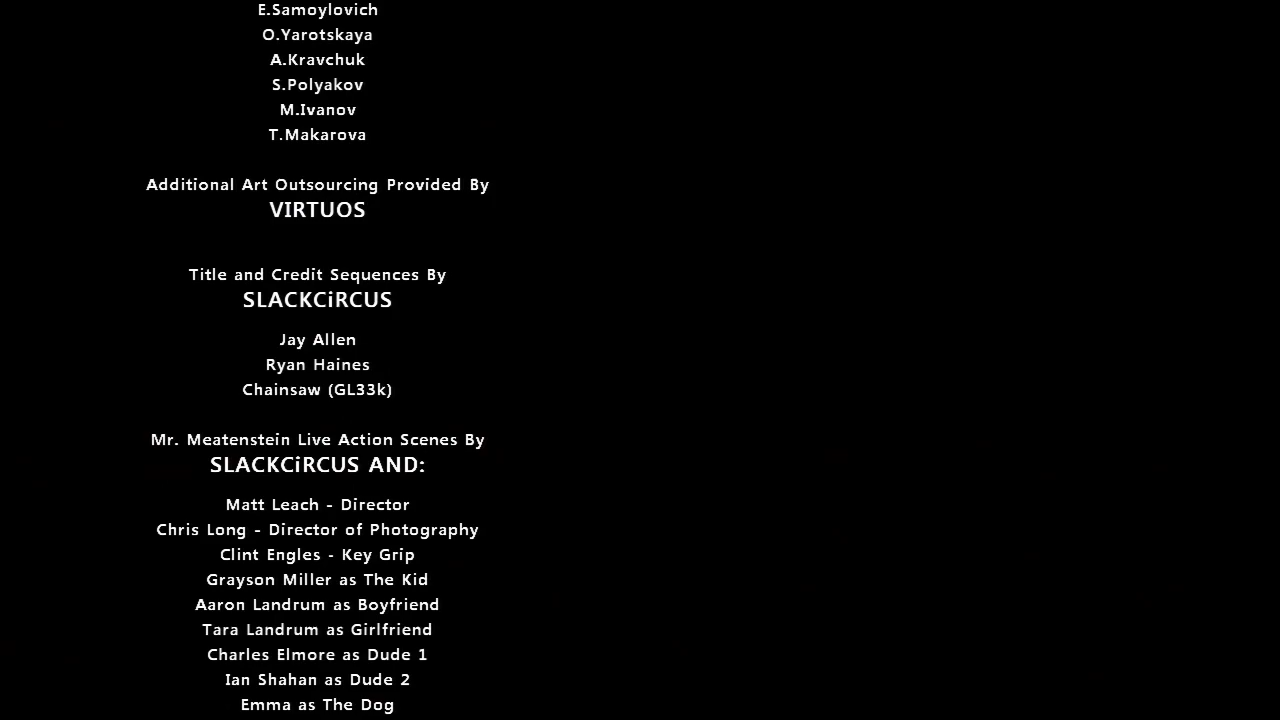 E.Samoylovich
O.Yarotskaya
A.Kravchuk
S.Polyakov
M.Ivanov
T.Makarova
Additional Art Outsourcing Provided By
VIRTUOS
Title and Credit Sequences By
SLACKCiRCUS
Jay Allen
Ryan Haines
Chainsaw (GL33k)
Mr. Meatenstein Live Action Scenes By
SLACKCiRCUS AND:
Matt Leach - Director
Chris Long - Director of Photography
Clint Engles - Key Grip
Grayson Miller as The Kid
Aaron Landrum as Boyfriend
Tara Landrum as Girlfriend
Charles Elmore as Dude 1
Ian Shahan as Dude 2
Emma as The Dog